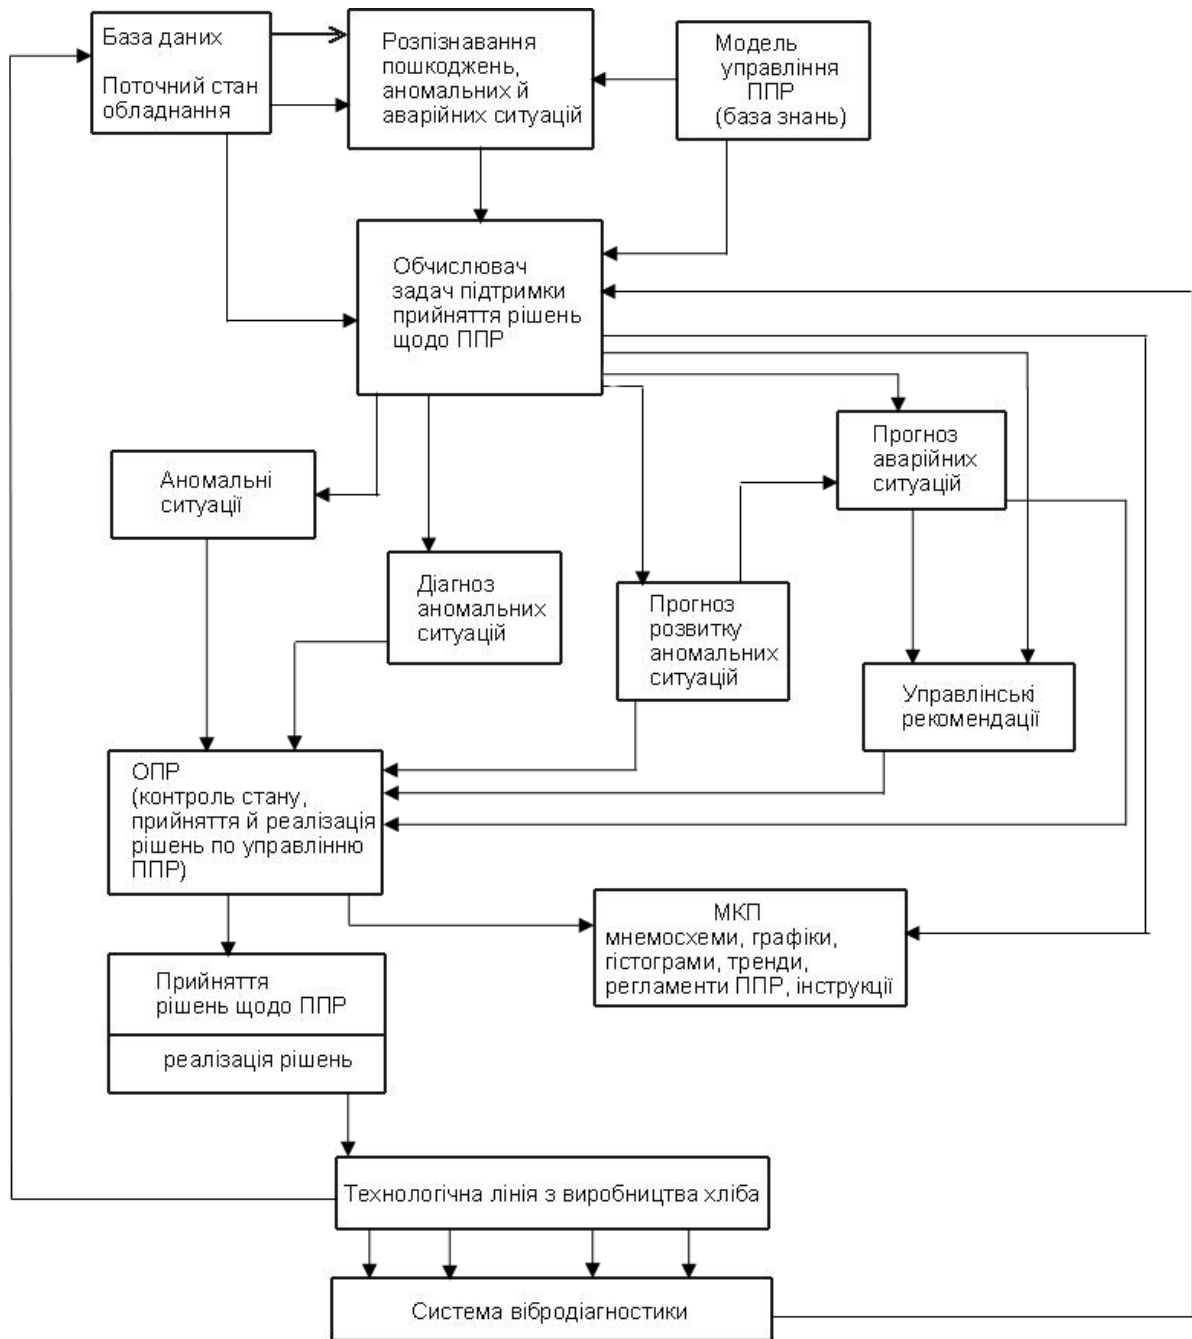 База даних
Поточний стан
обладнання
Розпізнавання
пошкоджень,
аномальних й
аварійних ситуацій
Модель
управління
ППР
(база знань)
Обчислювач
задач підтримки
прийняття рішень
щодо ППР
Аномальні
ситуації
Діагноз
аномальних
ситуацій
Прогноз
розвитку
аномальних
ситуацій
Прогноз
аварійних
ситуацій
Управлінські
рекомендації
ОПР
(контроль стану,
прийняття й реалізація
рішень по управлінню
ППР)
МКП
мнемосхеми, графіки,
гістограми, тренди,
регламенти ППР, інструкції
Прийняття
рішень щодо ППР
реалізація рішень
Технологічна лінія з виробництва хліба
Система вібродіагностики